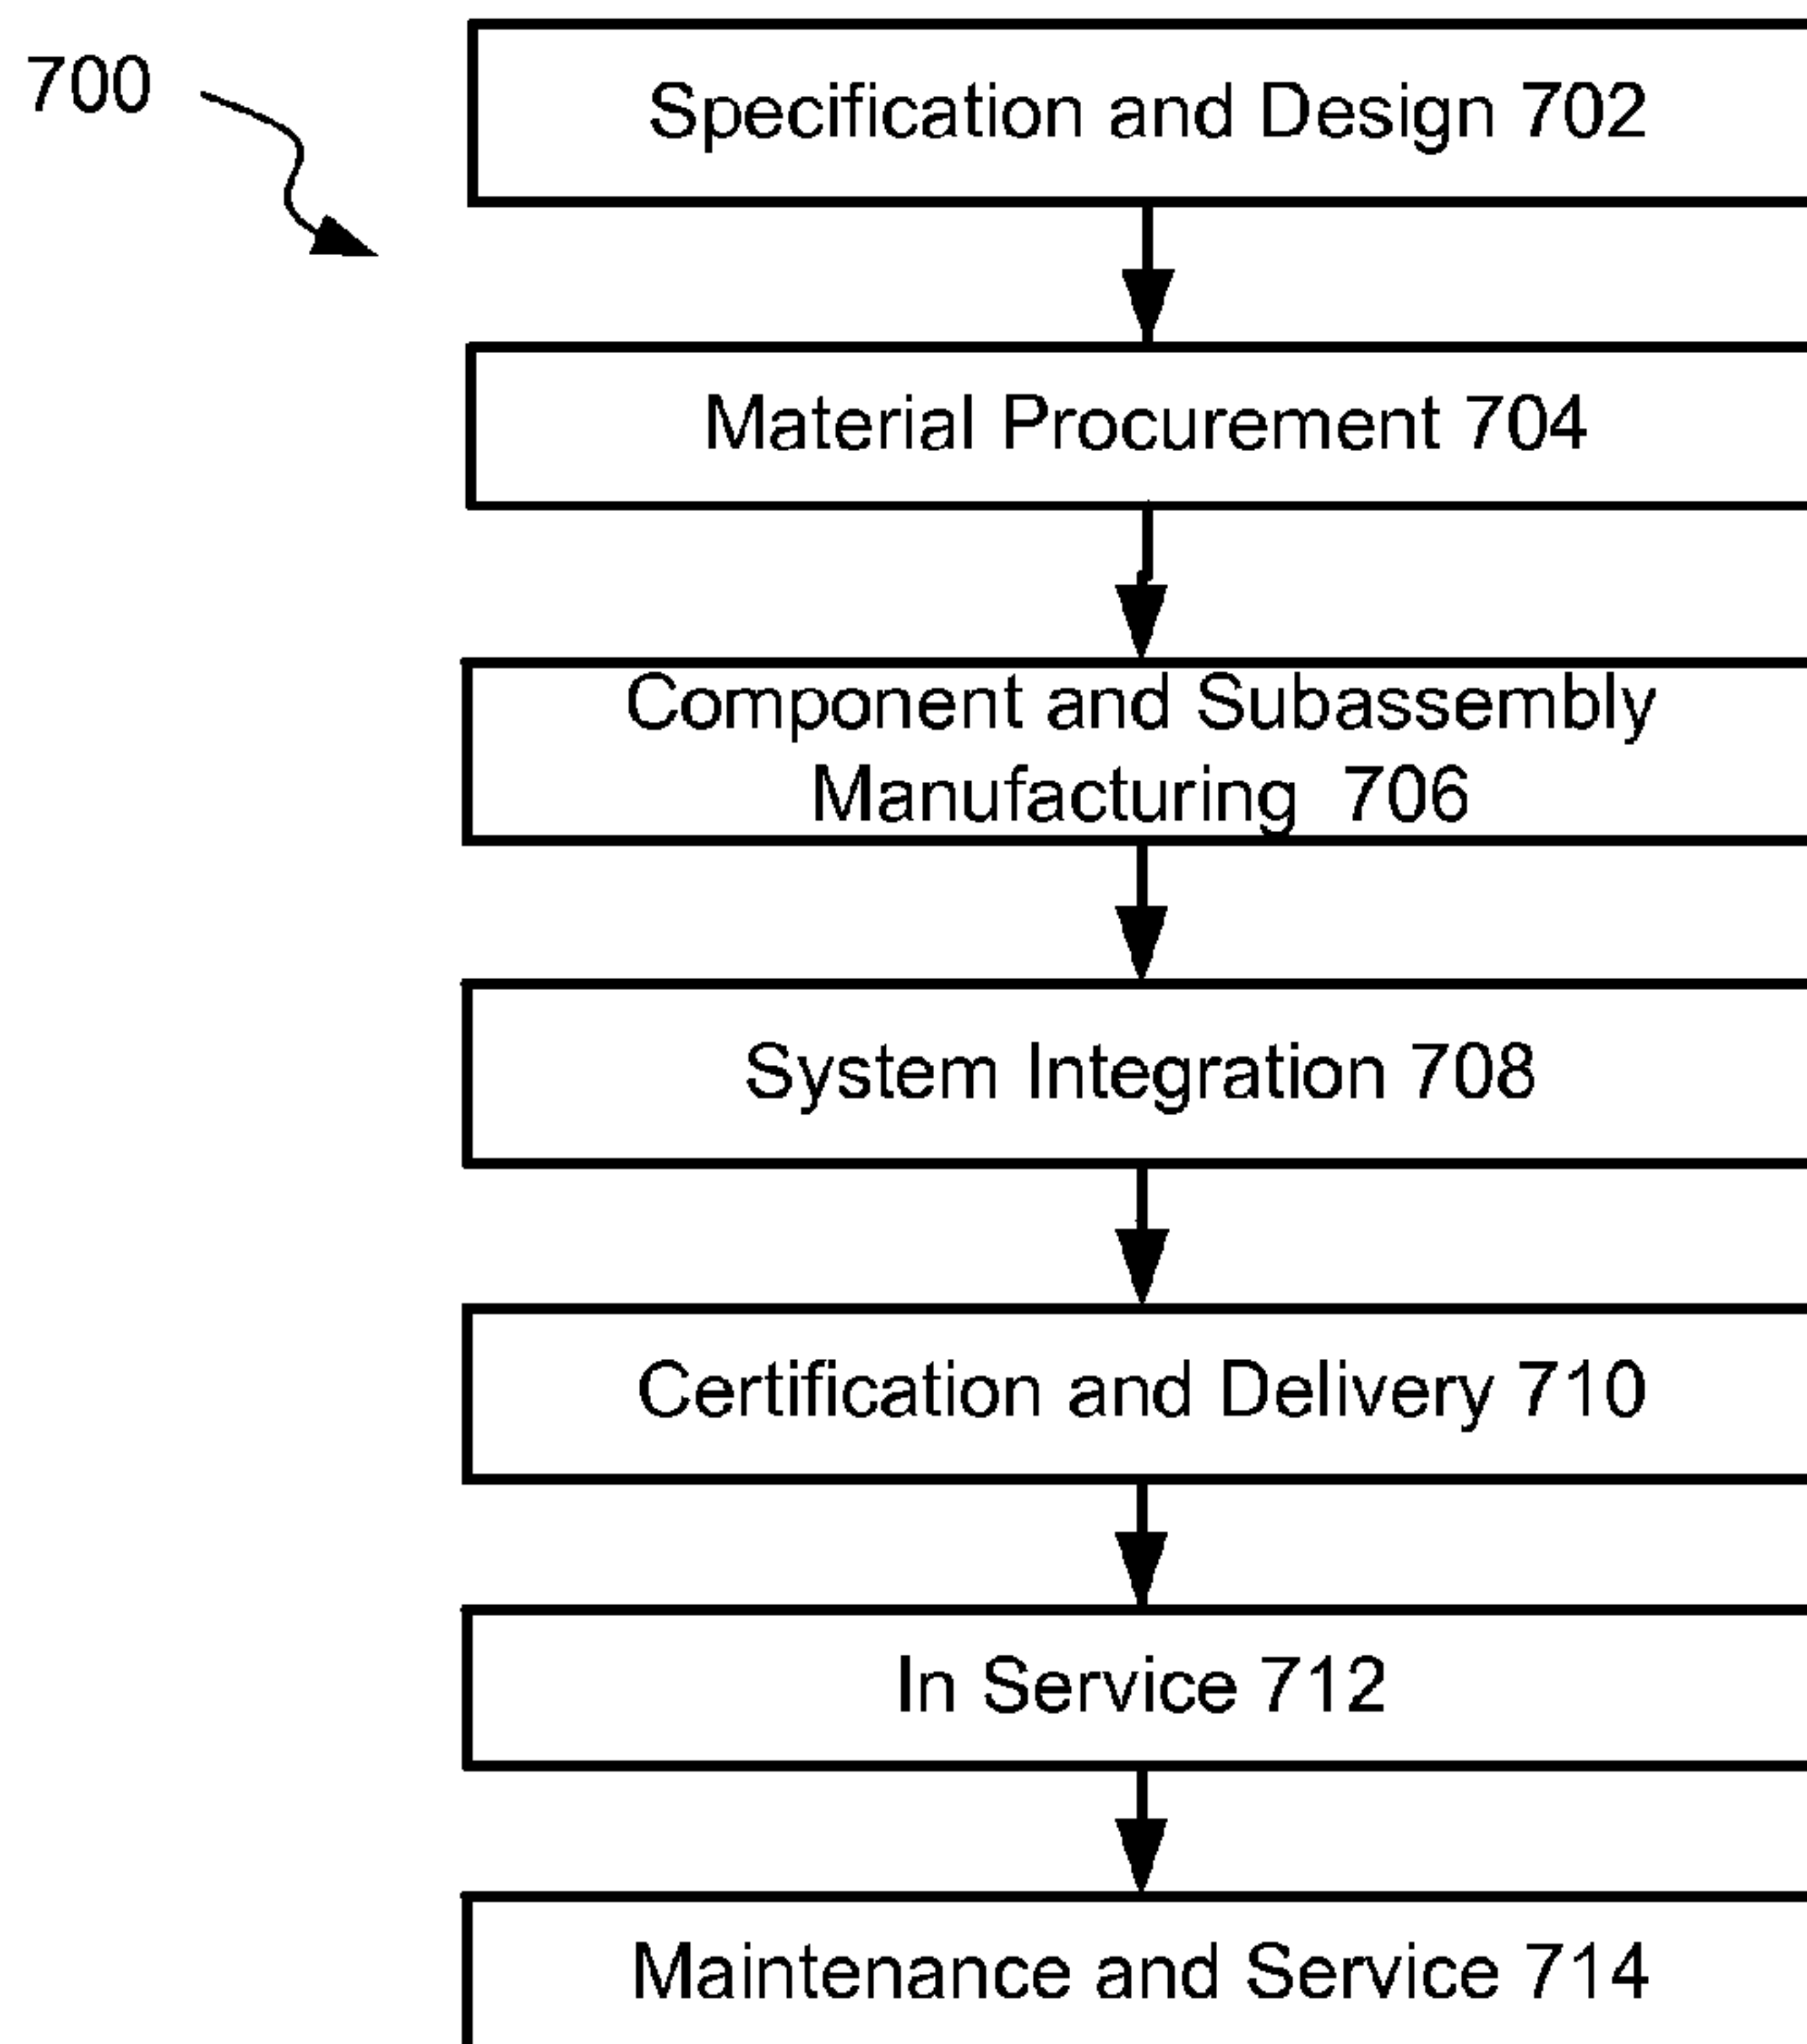 700
Specification and Design 702
Material Procurement 704
Component and Subassembly
Manufacturing 706
System Integration 708
Certification and Delivery 710
In Service 712
Maintenance and Service 714